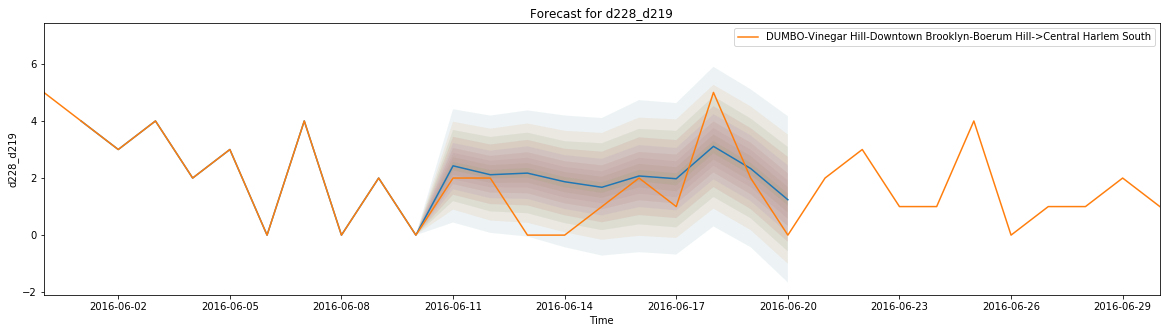 Forecast for d228_d219
DUMBO-Vinegar Hill-Downtown Brooklyn-Boerum Hill->Central Harlem South
d228_d219
6
4
2
0
−2
2016-06-02 2016-06-05 2016-06-08 2016-06-11 2016-06-14 2016-06-17 2016-06-20 2016-06-23 2016-06-26 2016-06-29
Time